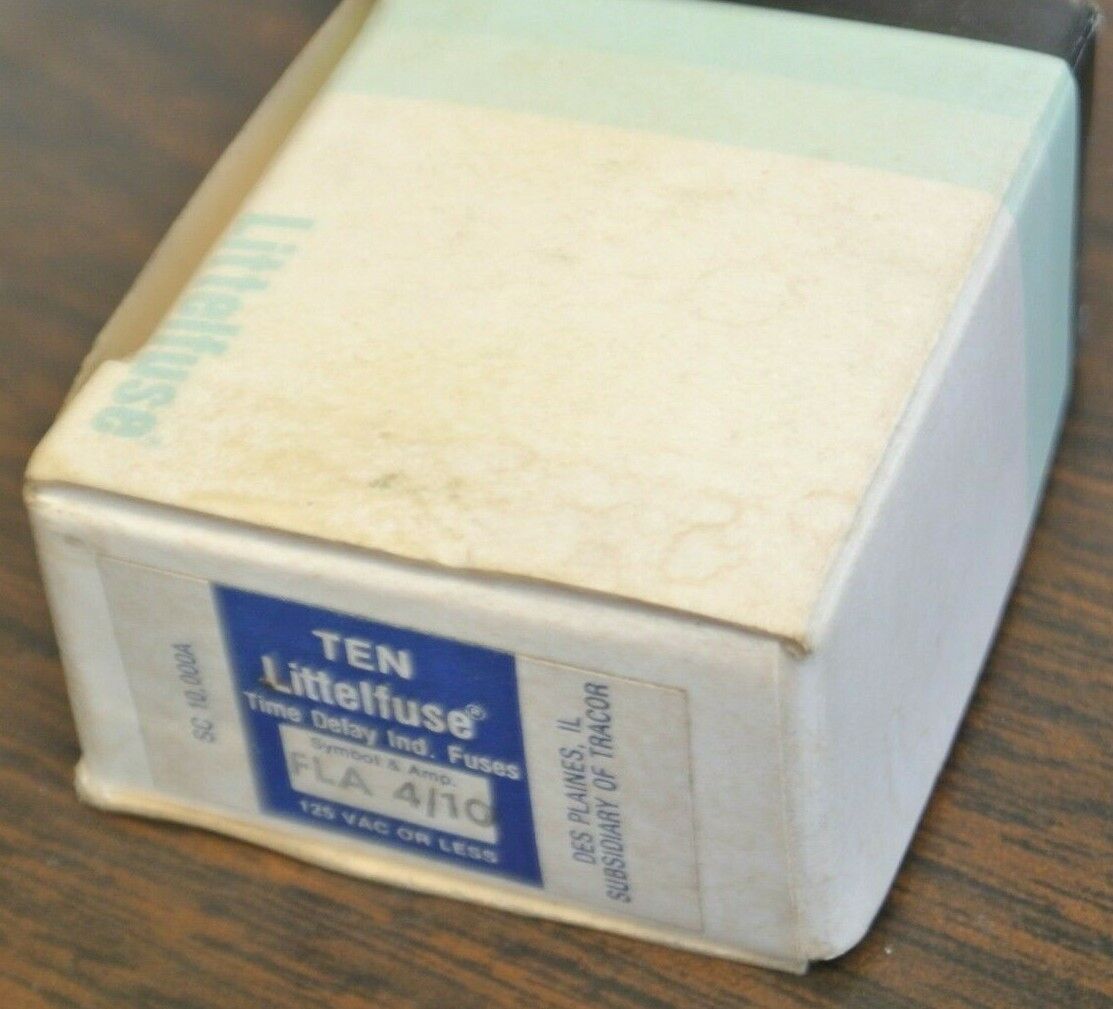 Littelfuse
SC 10,000A
TEN
Littelfuse®
Time Delay Ind. Fuses
Symbol & Amp.
FLA 4/10
125 VAC OR LESS
DES PLAINES, IL
SUBSIDIARY OF TRACOR